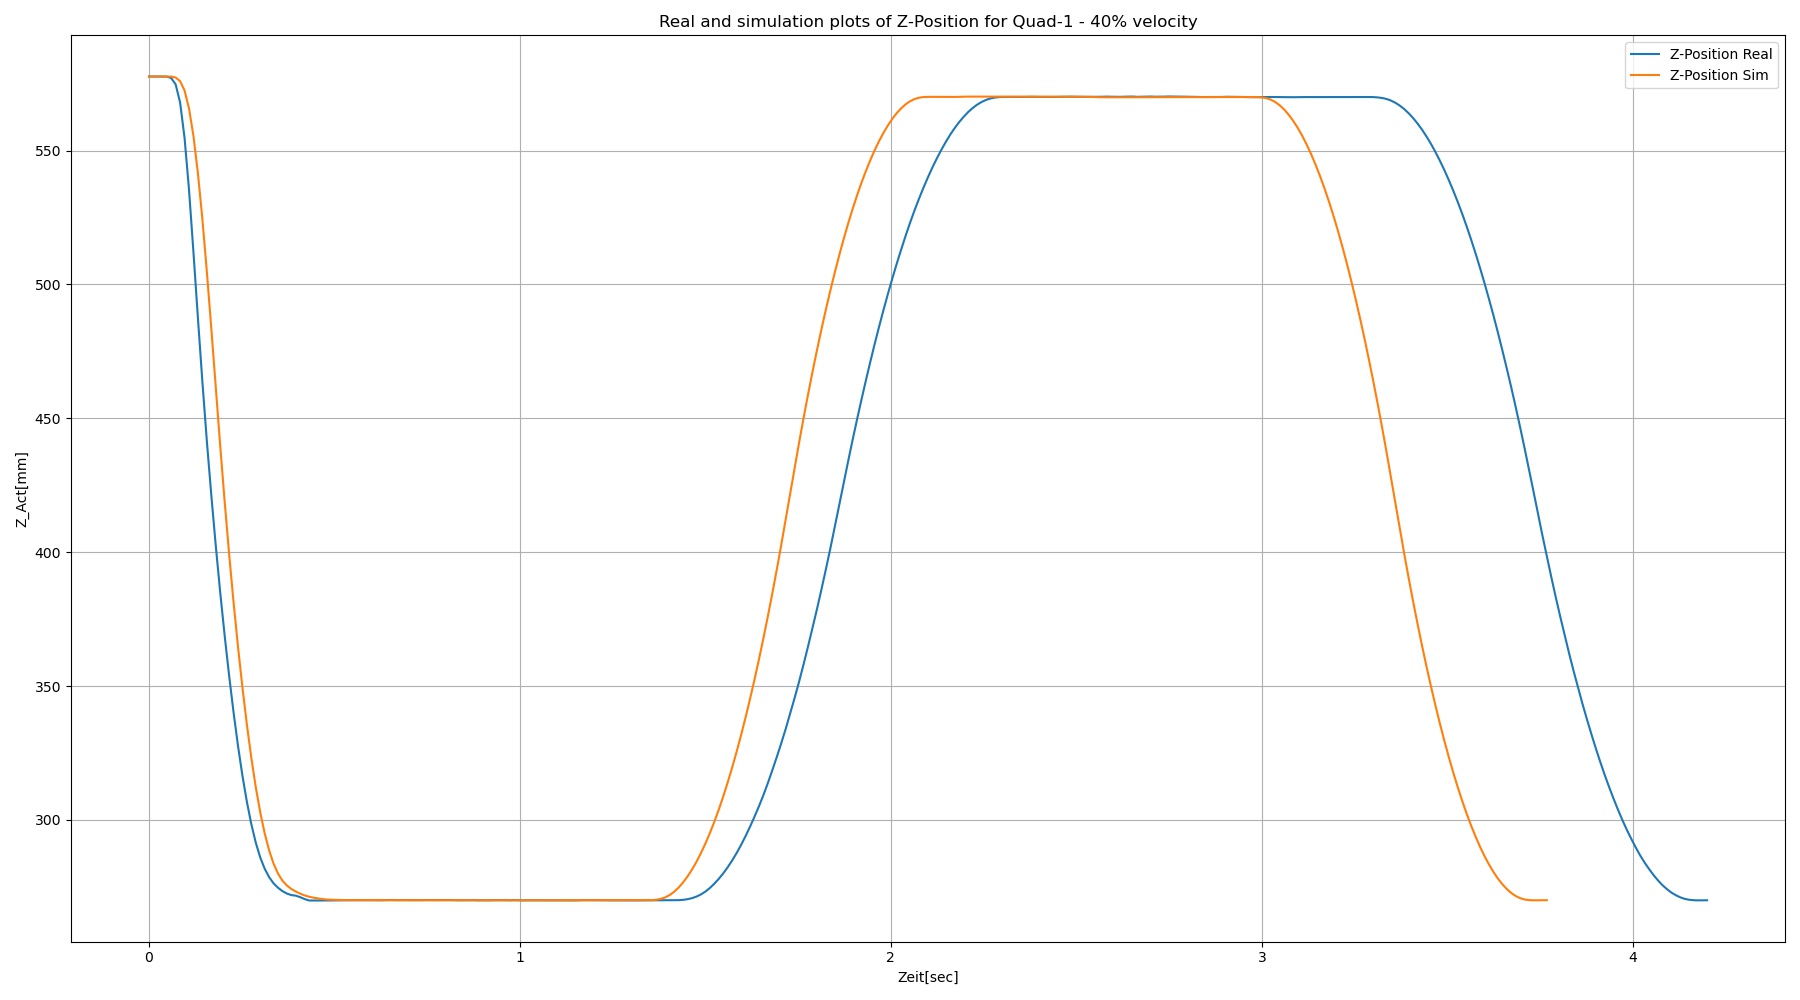 Real and simulation plots of Z-Position for Quad-1 - 40% velocity
Z-Position Real
Z-Position Sim
Z_Act[mm]
550
500
450
400
350
300
0
1
2
3
4
Zeit[sec]